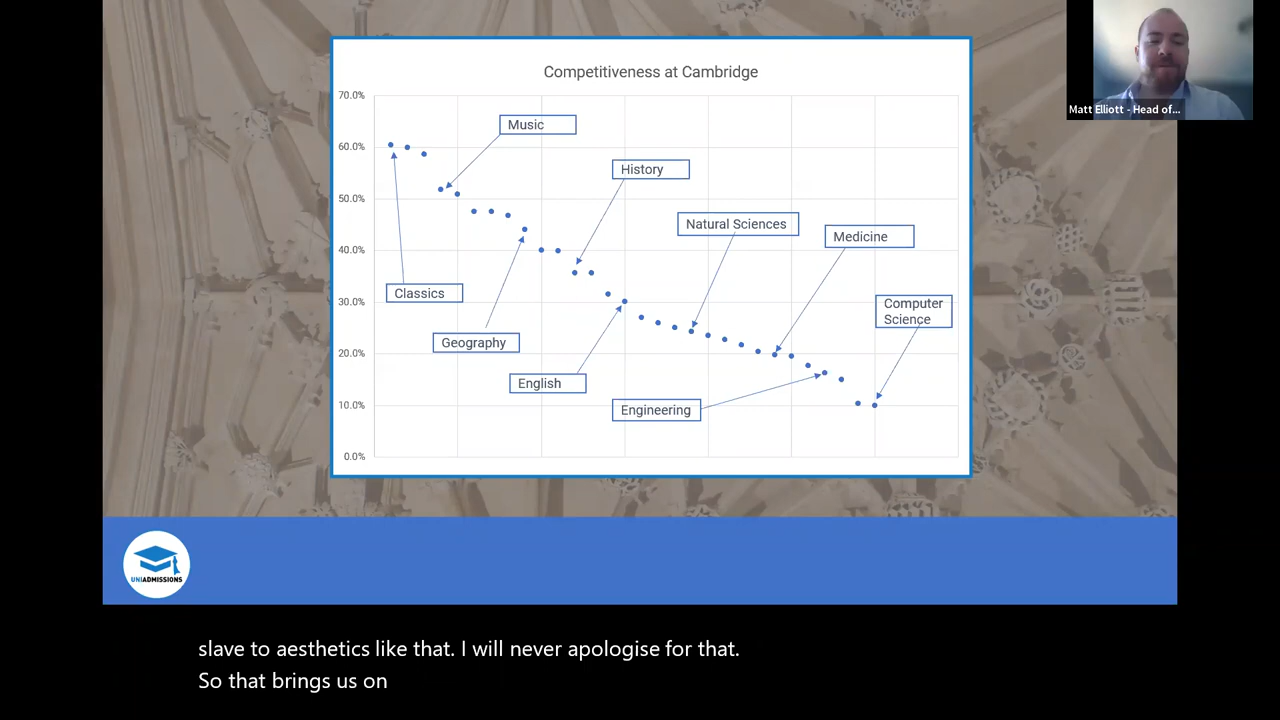 Competitiveness at Cambridge
70.0%
60.0%
50.0%
40.0%
30.0%
20.0%
10.0%
0.0%
Music
History
Natural Sciences
Medicine
Classics
Computer
Science
Geography
English
Engineering
Matt Elliott - Head of...
UNIADMISSIONS
slave to aesthetics like that. I will never apologise for that.
So that brings us on